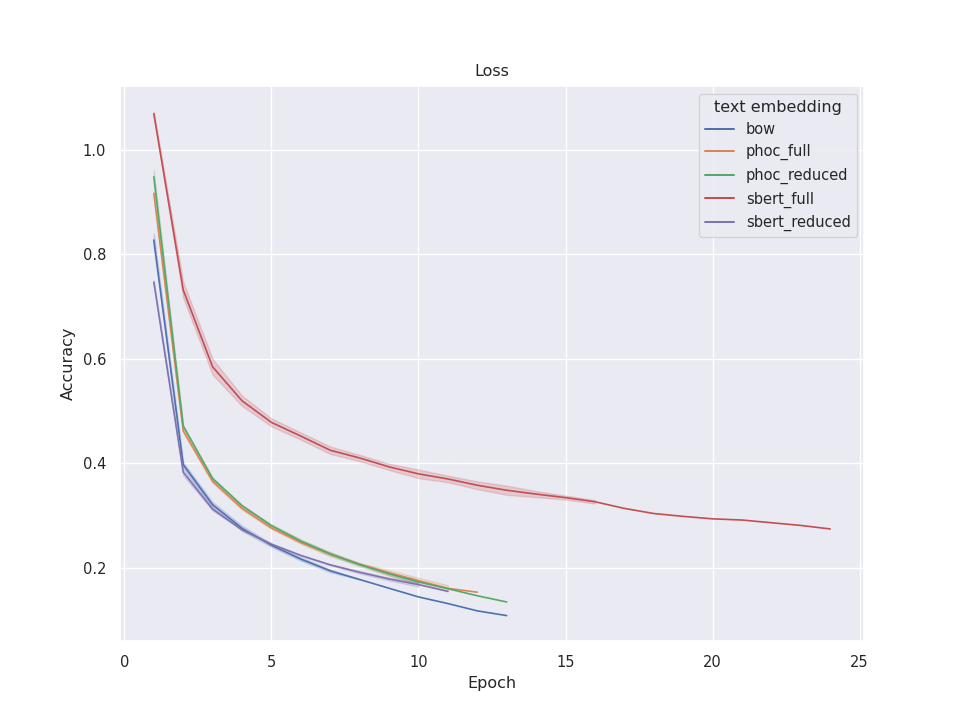 Loss
text embedding
bow
phoc_full
phoc_reduced
sbert_full
sbert_reduced
Accuracy
1.0
0.8
0.6
0.4
0.2
0 5 10 15 20 25
Epoch